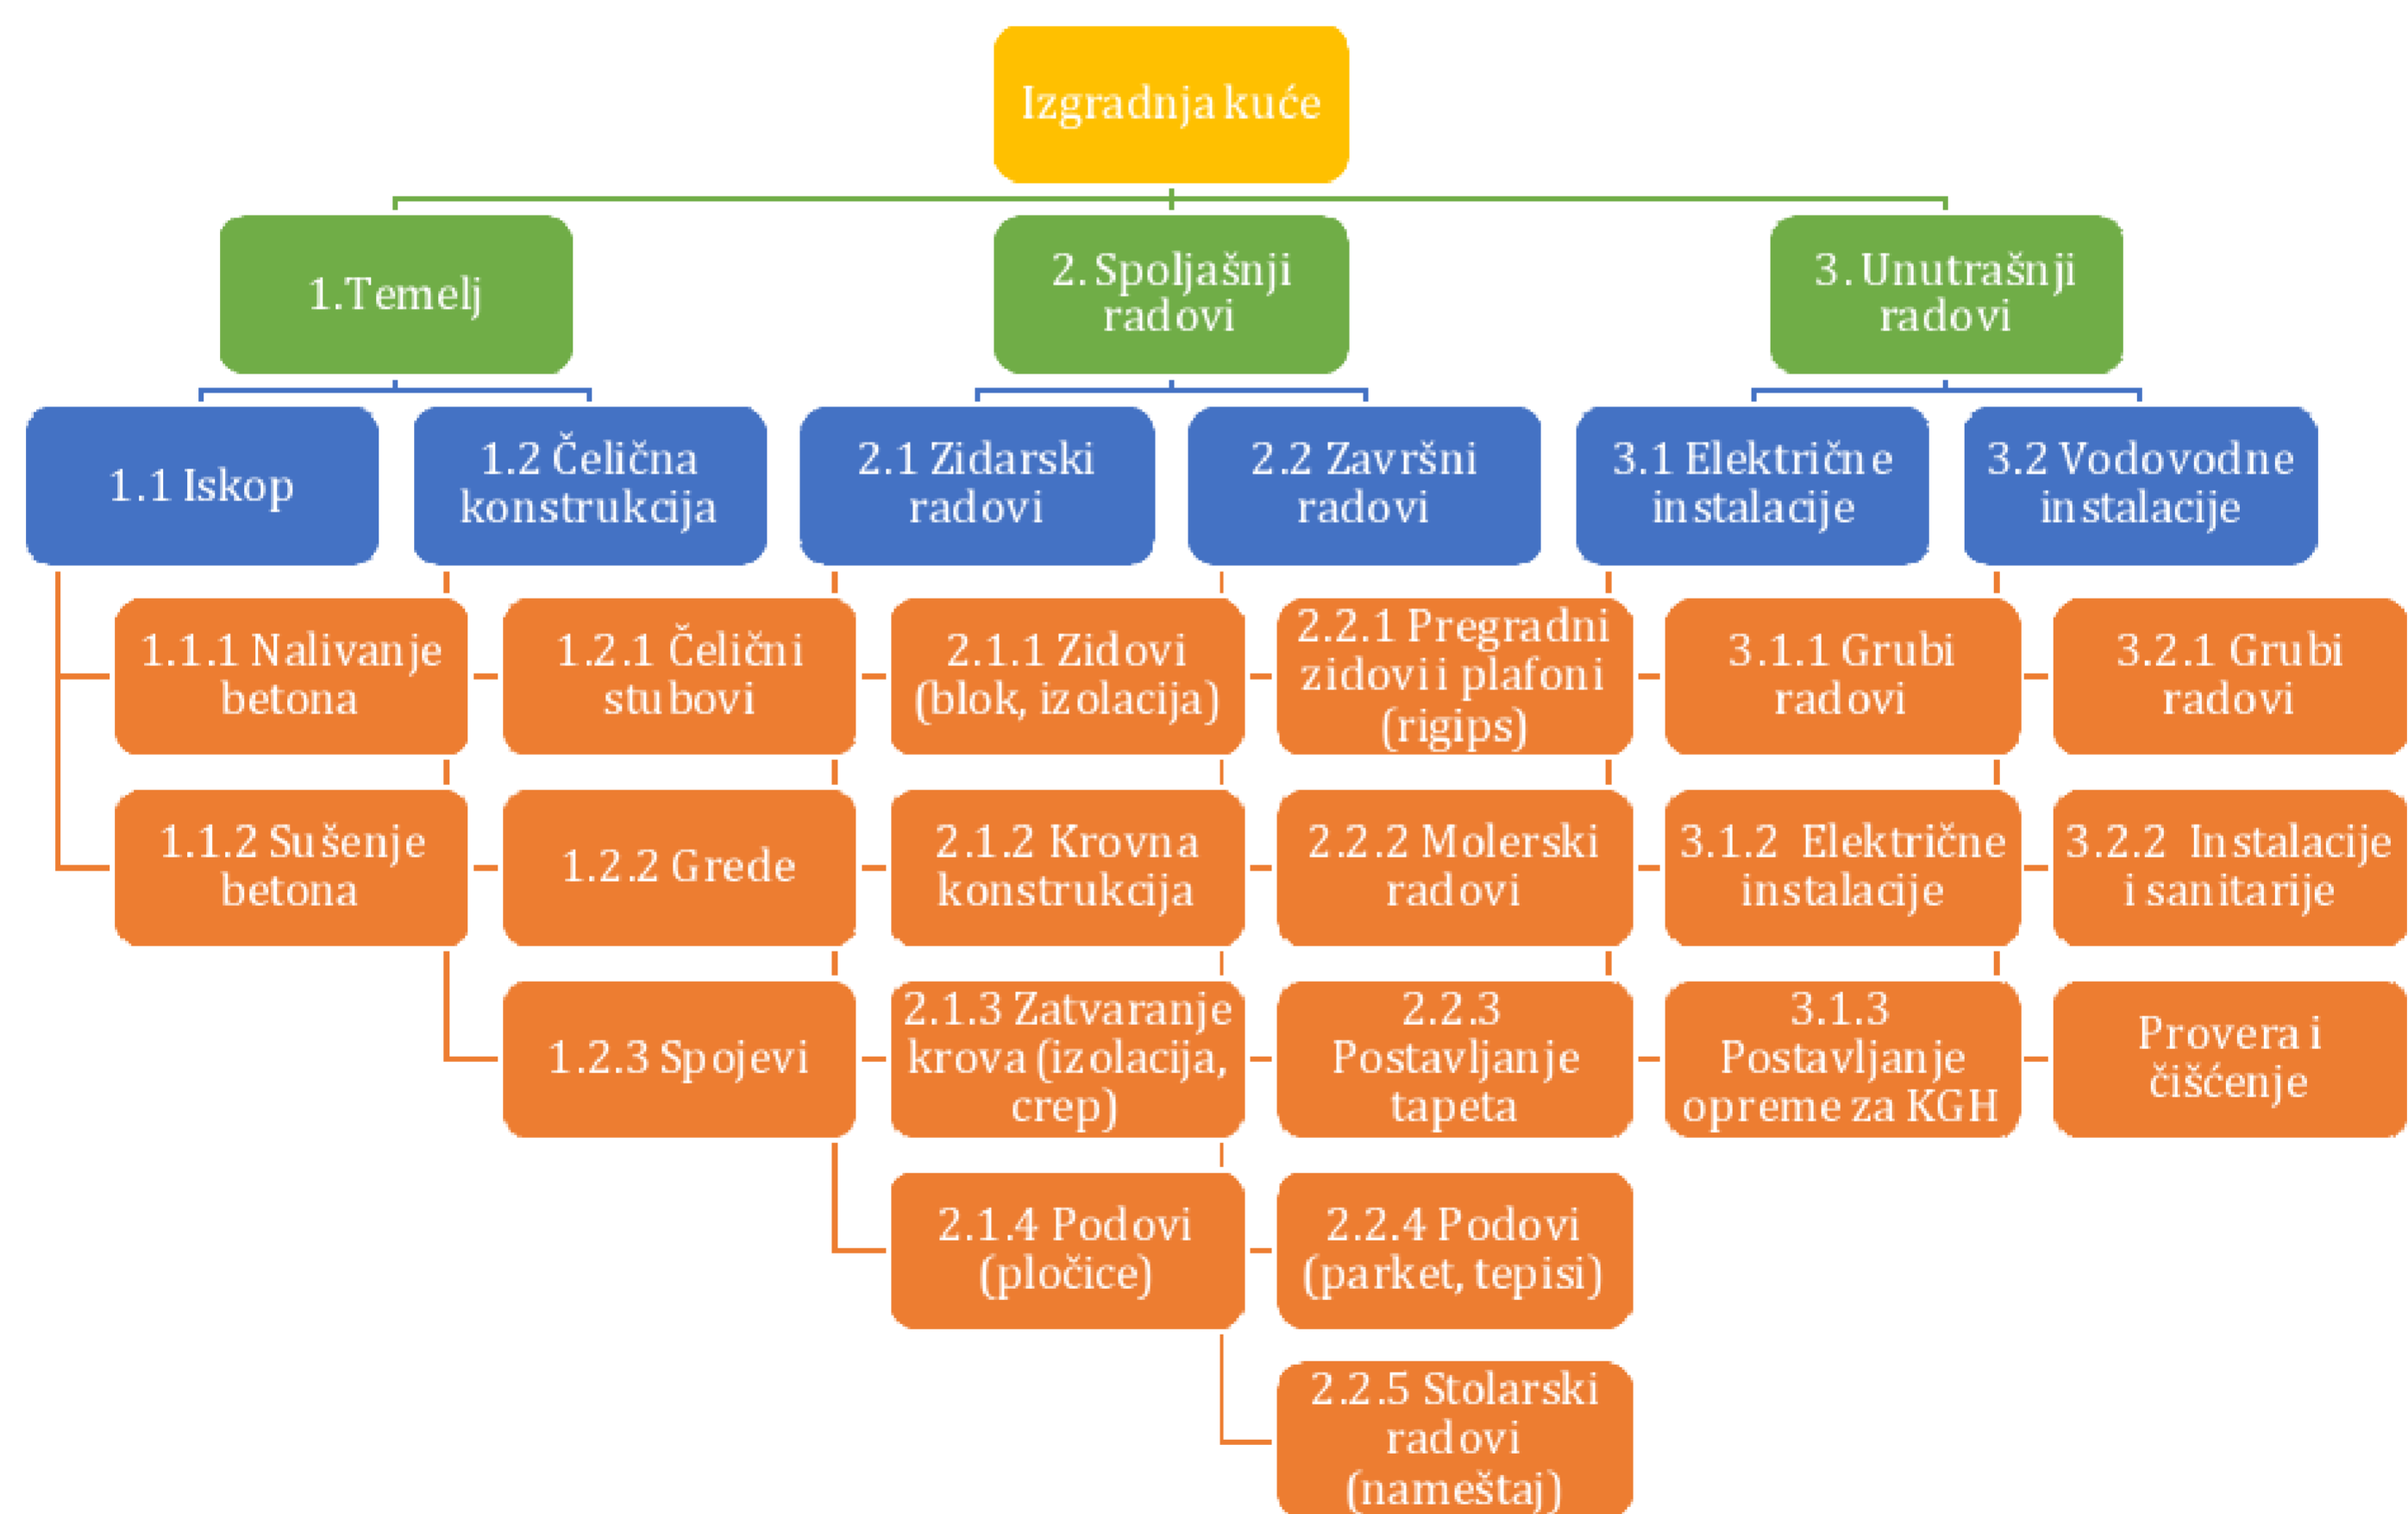 Izgradnja kuće
1.Temelj
2. Spoljašnji
radovi
3. Unutrašnji
radovi
1.1 Iskop
1.2 Čelična
konstrukcija
2.1 Zidarski
radovi
2.2 Završni
radovi
3.1 Električne
instalacije
3.2 Vodovodne
instalacije
1.1.1 Nalivanje
betona
1.2.1 Čelični
stubovi
2.1.1 Zidovi
(blok, izolacija)
2.2.1 Pregradni
zidovi i plafoni
(rigips)
3.1.1 Grubi
radovi
3.2.1 Grubi
radovi
1.1.2 Sušenje
betona
1.2.2 Grede
2.1.2 Krovna
konstrukcija
2.2.2 Molerski
radovi
3.1.2 Električne
instalacije
3.2.2 Instalacije
i sanitarije
1.2.3 Spojevi
2.1.3 Zatvaranje
krova (izolacija,
crep)
2.2.3
Postavljanje
tapeta
3.1.3
Postavljanje
opreme za KGH
Provera i
čišćenje
2.1.4 Podovi
(pločice)
2.2.4 Podovi
(parket, tepisi)
2.2.5 Stolarski
radovi
(nameštaj)